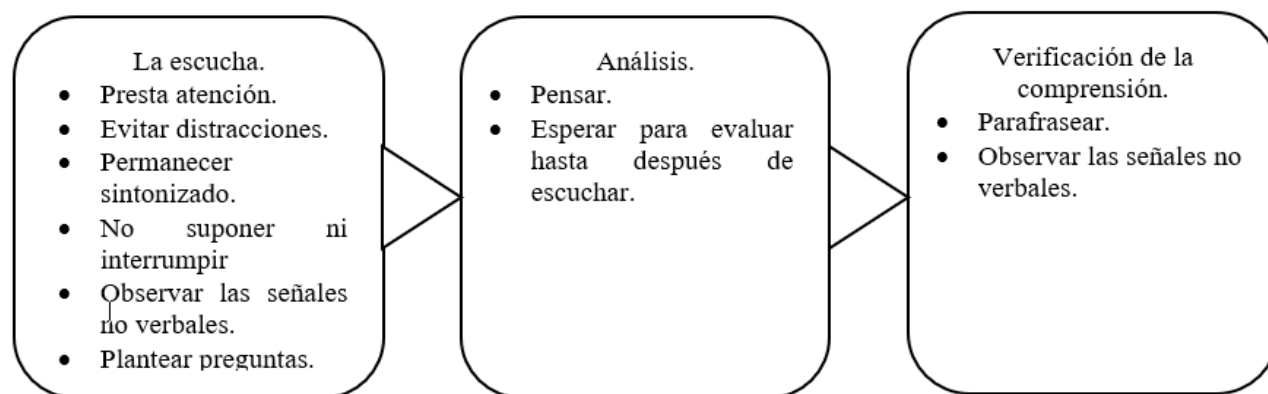 La escucha.
• Presta atención.
• Evitar distracciones.
• Permanecer
sintonizado.
• No suponer ni
interrumpir
• Observar las señales
no verbales.
• Plantear preguntas.
Análisis.
• Pensar.
• Esperar para evaluar
hasta después de
escuchar.
Verificación de la
comprensión.
• Parafrasear.
• Observar las señales no
verbales.